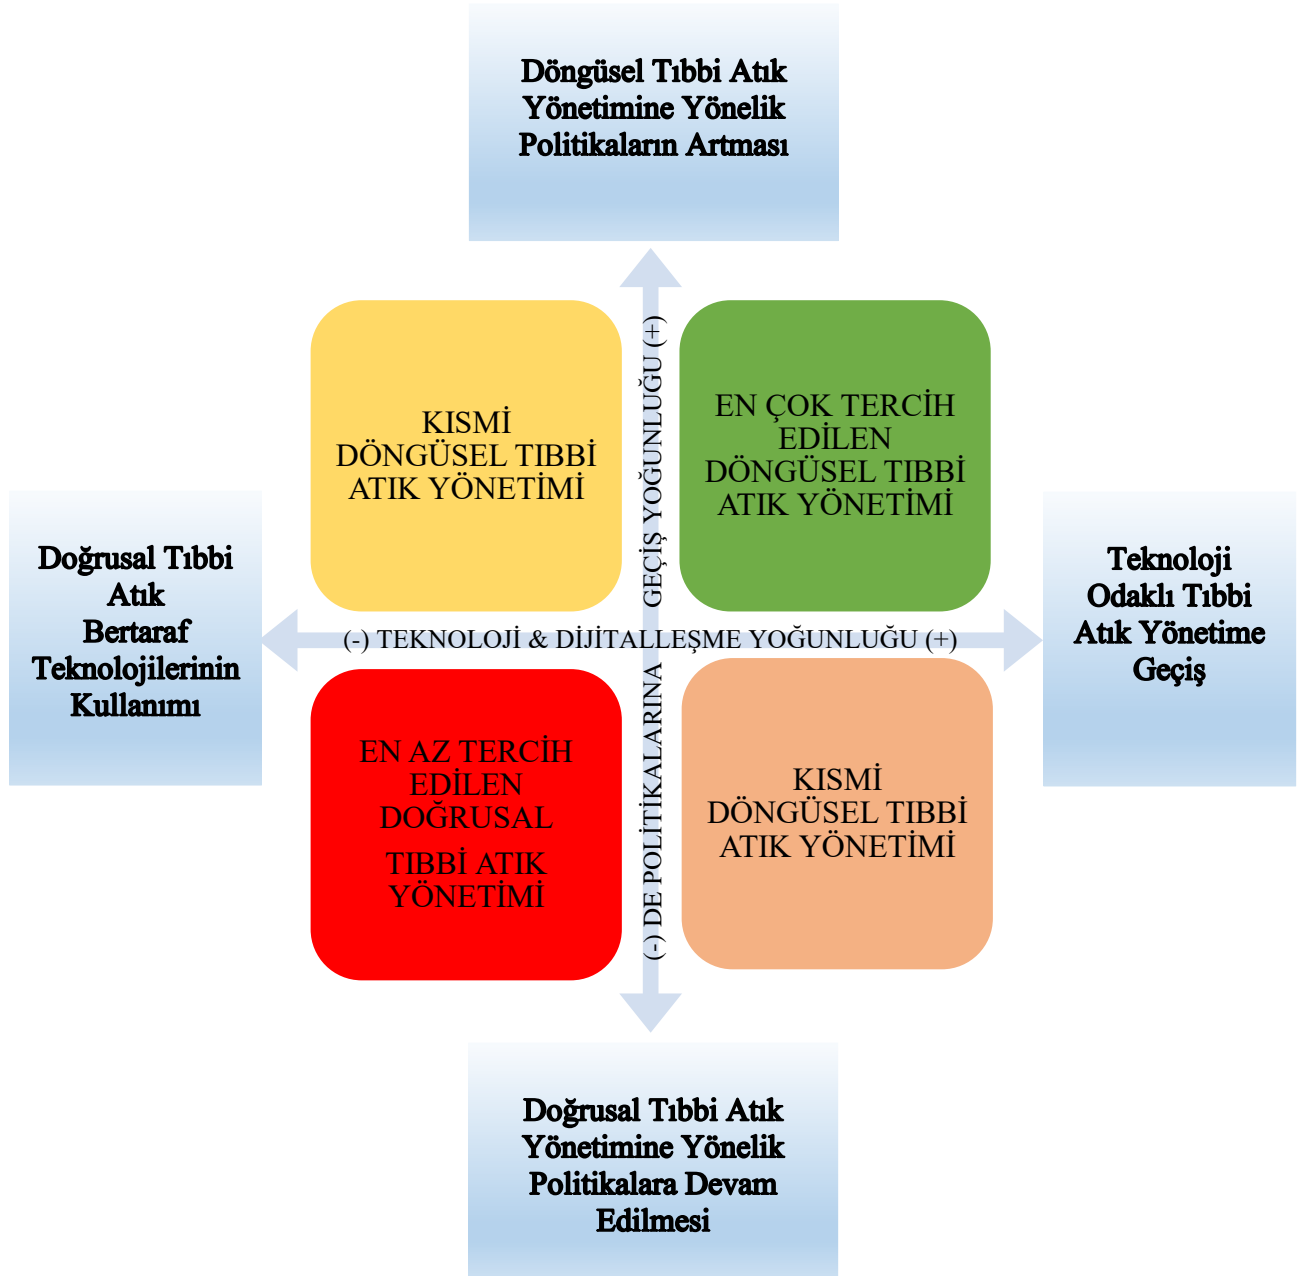 Döngüsel Tıbbi Atık
Yönetimine Yönelik
Politikaların Artması
KISMİ
DÖNGÜSEL TIBBİ
ATIK YÖNETİMİ
EN ÇOK TERCİH
EDİLEN
DÖNGÜSEL TIBBİ
ATIK YÖNETİMİ
Doğrusal Tıbbi
Atık
Bertaraf
Teknolojilerinin
Kullanımı
(-) TEKNOLOJİ & DİJİTALLEŞME YOĞUNLUĞU (+)
(-) DE POLİTİKALARINA GEÇİŞ YOĞUNLUĞU (+)
Teknoloji
Odaklı Tıbbi
Atık Yönetime
Geçiş
EN AZ TERCİH
EDİLEN
DOĞRUSAL
TIBBİ ATIK
YÖNETİMİ
KISMİ
DÖNGÜSEL TIBBİ
ATIK YÖNETİMİ
Doğrusal Tıbbi Atık
Yönetimine Yönelik
Politikalara Devam
Edilmesi